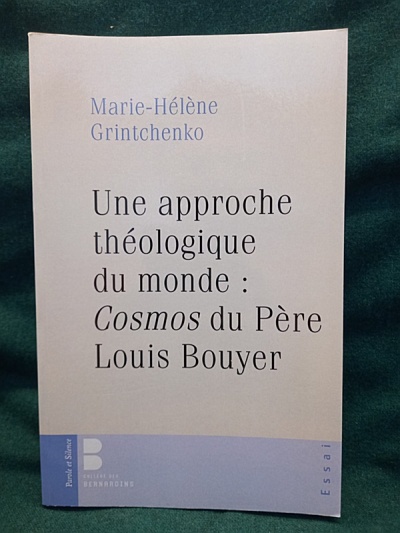 Marie-Hélène
Grintchenko
Une approche
théologique
du monde :
Cosmos du Père
Louis Bouyer
Parole et Silence
COLLÈGE DES
BERNARDINS
Essai